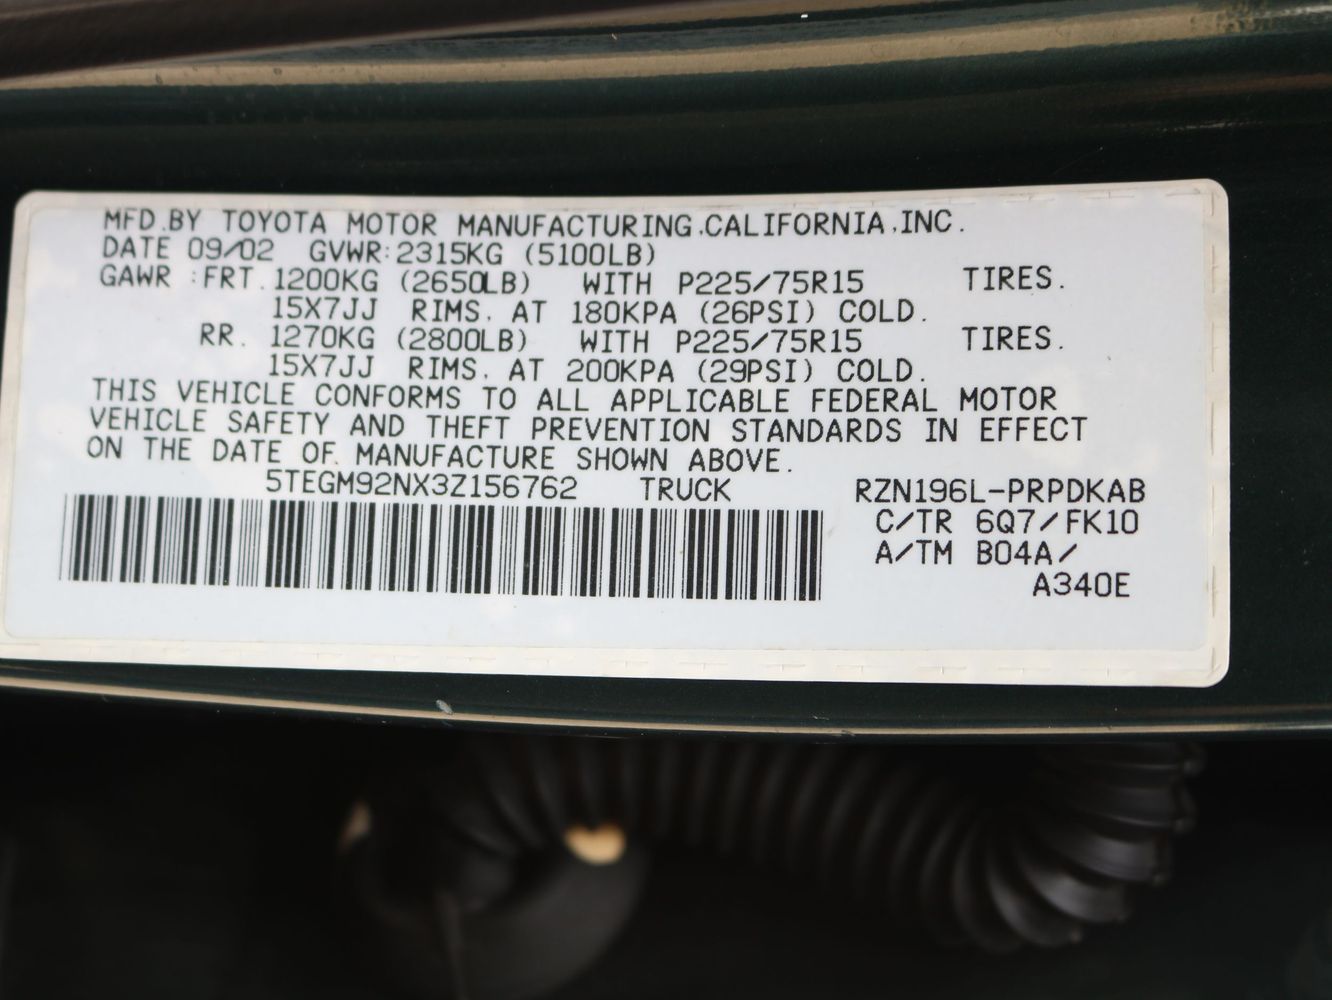 MFD.BY TOYOTA MOTOR MANUFACTURING.CALIFORNIA.INC.
DATE 09/02 GVWR:2315KG (5100LB)
GAWR :FRT. 1200KG (2650LB) WITH P225/75R15 TIRES.
15X7JJ RIMS. AT 180KPA (26PSI) COLD.
RR. 1270KG (2800LB) WITH P225/75R15 TIRES.
15X7JJ RIMS. AT 200KPA (29PSI) COLD.
THIS VEHICLE CONFORMS TO ALL APPLICABLE FEDERAL MOTOR
VEHICLE SAFETY AND THEFT PREVENTION STANDARDS IN EFFECT
ON THE DATE OF. MANUFACTURE SHOWN ABOVE.
5TEGM92NX3Z156762 TRUCK RZN196L-PRPDKAB
C/TR 6Q7/FK10
A/TM B04A/
A340E